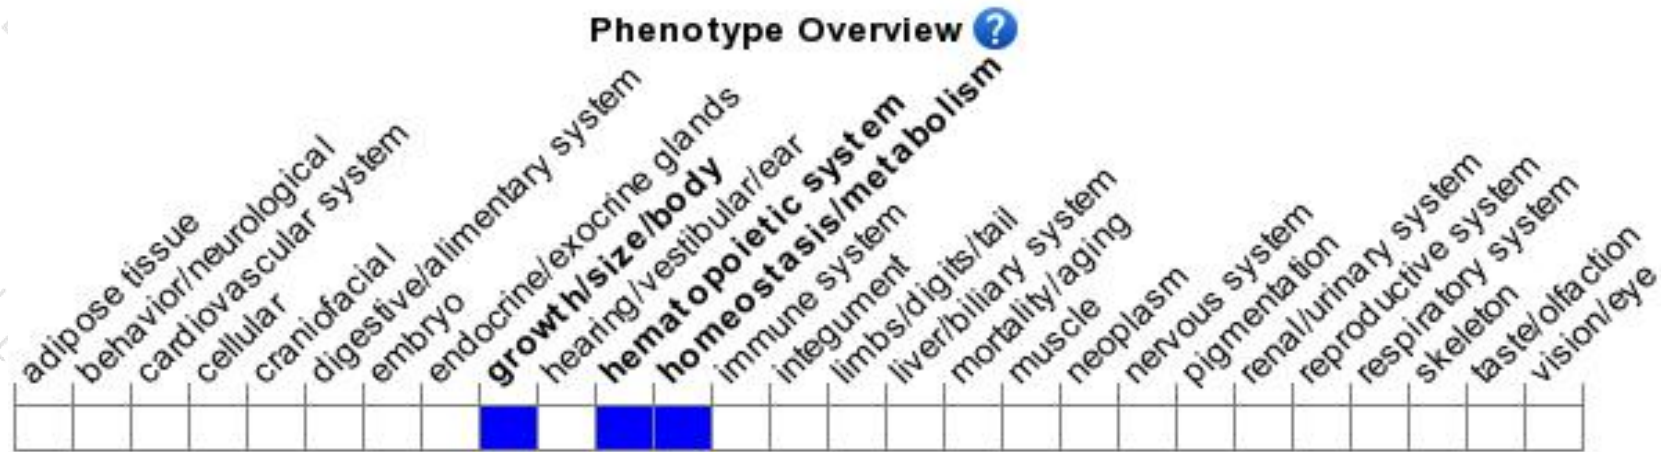 Phenotype Overview ?
adipose tissue
behavior/neurological
cardiovascular system
cellular
craniofacial
digestive/alimentary system
embryo
endocrine/exocrine glands
growth/size/body
hearing/vestibular/ear
hematopoietic system
homeostasis/metabolism
immune system
integument
limbs/digits/tail
liver/biliary system
mortality/aging
muscle
neoplasm
nervous system
pigmentation
renal/urinary system
reproductive system
respiratory system
skeleton
taste/olfaction
vision/eye